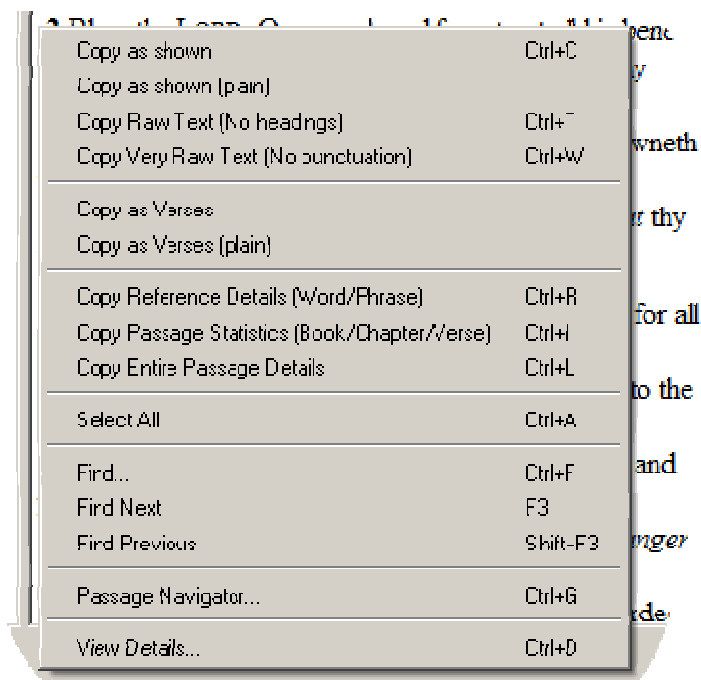 Copy as shown Ctrl+C
Copy as shown (plain)
Copy Raw Text (No headings) Ctrl+T
Copy Very Raw Text (No punctuation) Ctrl+W
wneth
Copy as Verses
thy
Copy as Verses (plain)
Copy Reference Details (Word/Phrase) Ctrl+R
for all
Copy Passage Statistics (Book/Chapter/Verse) Ctrl+I
Copy Entire Passage Details Ctrl+L
to the
Select All Ctrl+A
and
Find... Ctrl+F
Find Next F3
Find Previous Shift-F3
nger
Passage Navigator... Ctrl+G
View Details... Ctrl+D